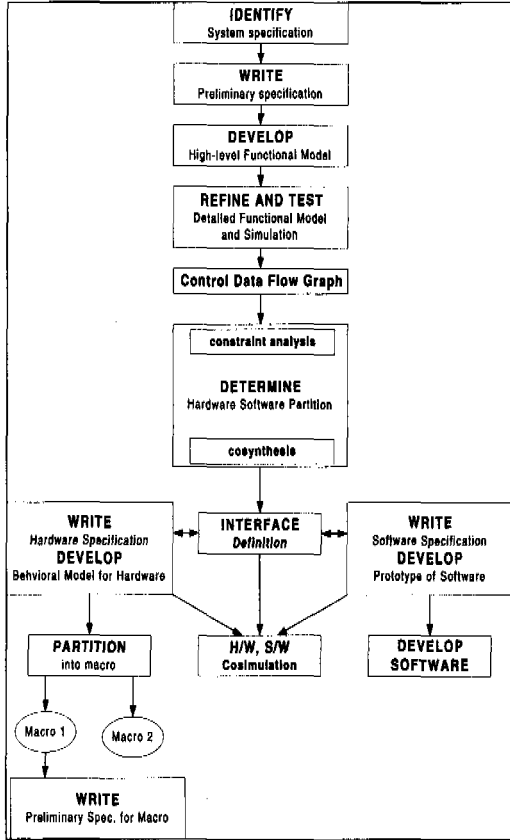 IDENTIFY
System specification
WRITE
Preliminary specification
DEVELOP
High-level Functional Model
REFINE AND TEST
Detailed Functional Model
and Simulation
Control Data Flow Graph
constraint analysis
DETERMINE
Hardware Software Partition
cosynthesis
WRITE
Hardware Specification
DEVELOP
Behvioral Model for Hardware
INTERFACE
Definition
WRITE
Software Specification
DEVELOP
Prototype of Software
PARTITION
into macro
H/W, S/W
Cosimulation
DEVELOP
SOFTWARE
Macro 1
Macro 2
WRITE
Preliminary Spec. for Macro